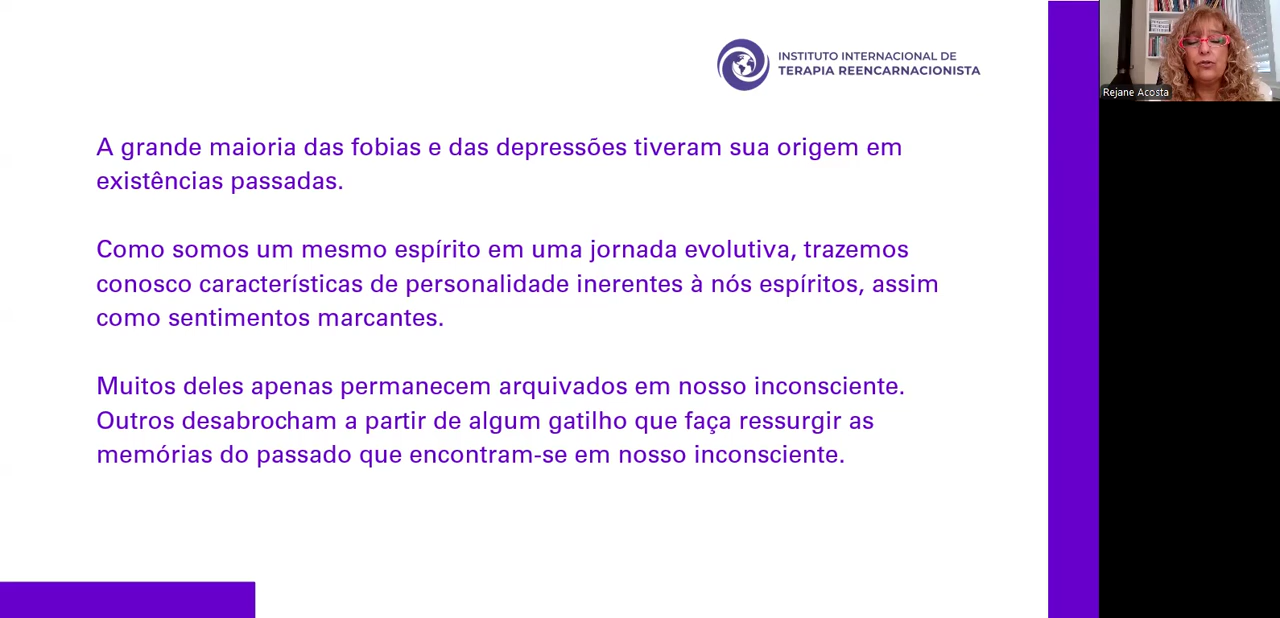 INSTITUTO INTERNACIONAL DE
TERAPIA REENCARNACIONISTA
Rejane Acosta
A grande maioria das fobias e das depressões tiveram sua origem em
existências passadas.
Como somos um mesmo espírito em uma jornada evolutiva, trazemos
conosco características de personalidade inerentes à nós espíritos, assim
como sentimentos marcantes.
Muitos deles apenas permanecem arquivados em nosso inconsciente.
Outros desabrocham a partir de algum gatilho que faça ressurgir as
memórias do passado que encontram-se em nosso inconsciente.